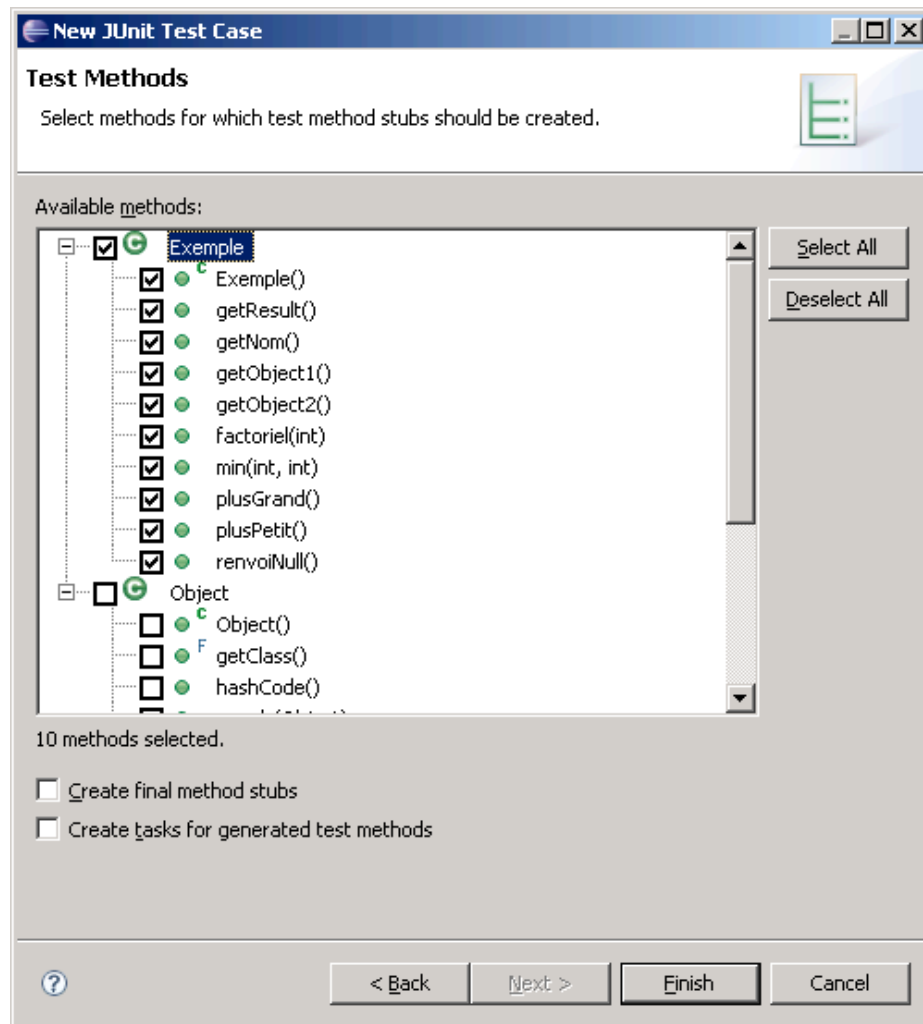 New JUnit Test Case
Test Methods
Select methods for which test method stubs should be created.
Available methods:
Exemple
Select All
C Exemple()
Deselect All
getResult()
getNom()
getObject1()
getObject2()
factoriel(int)
min(int, int)
plusGrand()
plusPetit()
renvoiNull()
Object
C Object()
F getClass()
hashCode()
10 methods selected.
Create final method stubs
Create tasks for generated test methods
< Back Next > Finish Cancel